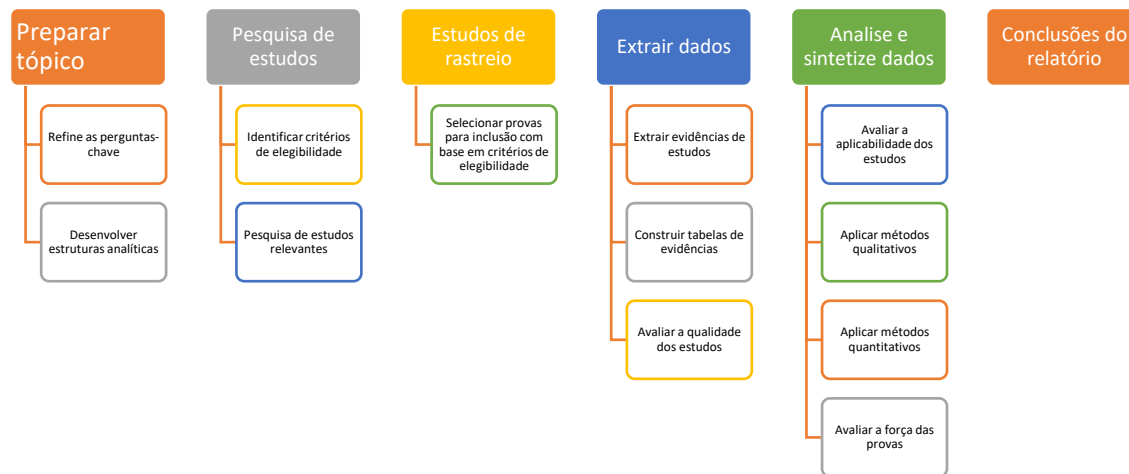 Preparar
tópico
Refine as perguntas-
chave
Desenvolver
estruturas analíticas
Pesquisa de
estudos
Identificar critérios
de elegibilidade
Pesquisa de estudos
relevantes
Estudos de
rastreio
Selecionar provas
para inclusão com
base em critérios de
elegibilidade
Extrair dados
Extrair evidências de
estudos
Construir tabelas de
evidências
Avaliar a qualidade
dos estudos
Analise e
sintetize dados
Avaliar a
aplicabilidade dos
estudos
Aplicar métodos
qualitativos
Aplicar métodos
quantitativos
Avaliar a força das
provas
Conclusões do
relatório